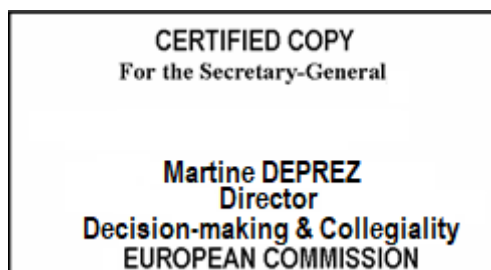 CERTIFIED COPY
For the Secretary-General
Martine DEPREZ
Director
Decision-making & Collegiality
EUROPEAN COMMISSION